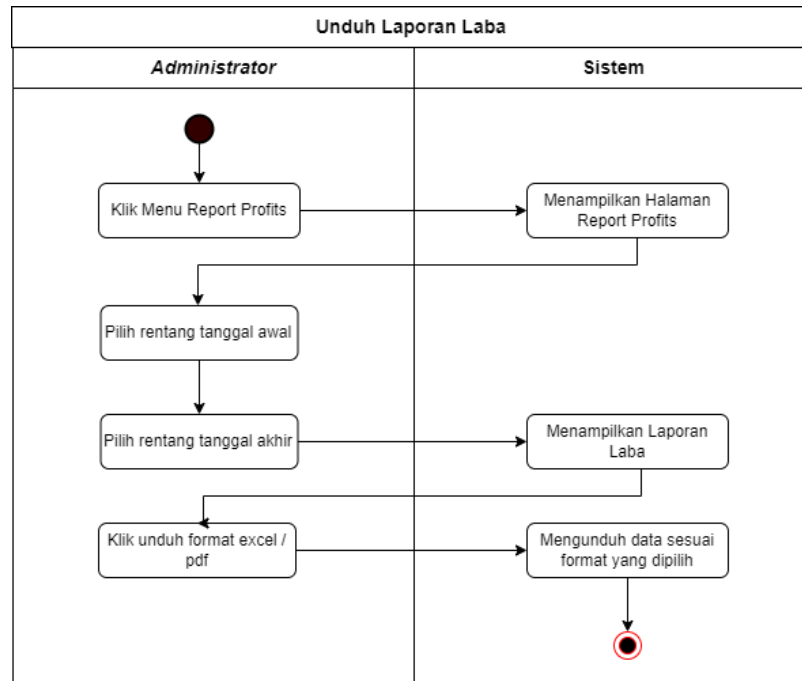 Unduh Laporan Laba
Administrator
Sistem
Klik Menu Report Profits
Menampilkan Halaman
Report Profits
Pilih rentang tanggal awal
Pilih rentang tanggal akhir
Menampilkan Laporan
Laba
Klik unduh format excel /
pdf
Mengunduh data sesuai
format yang dipilih